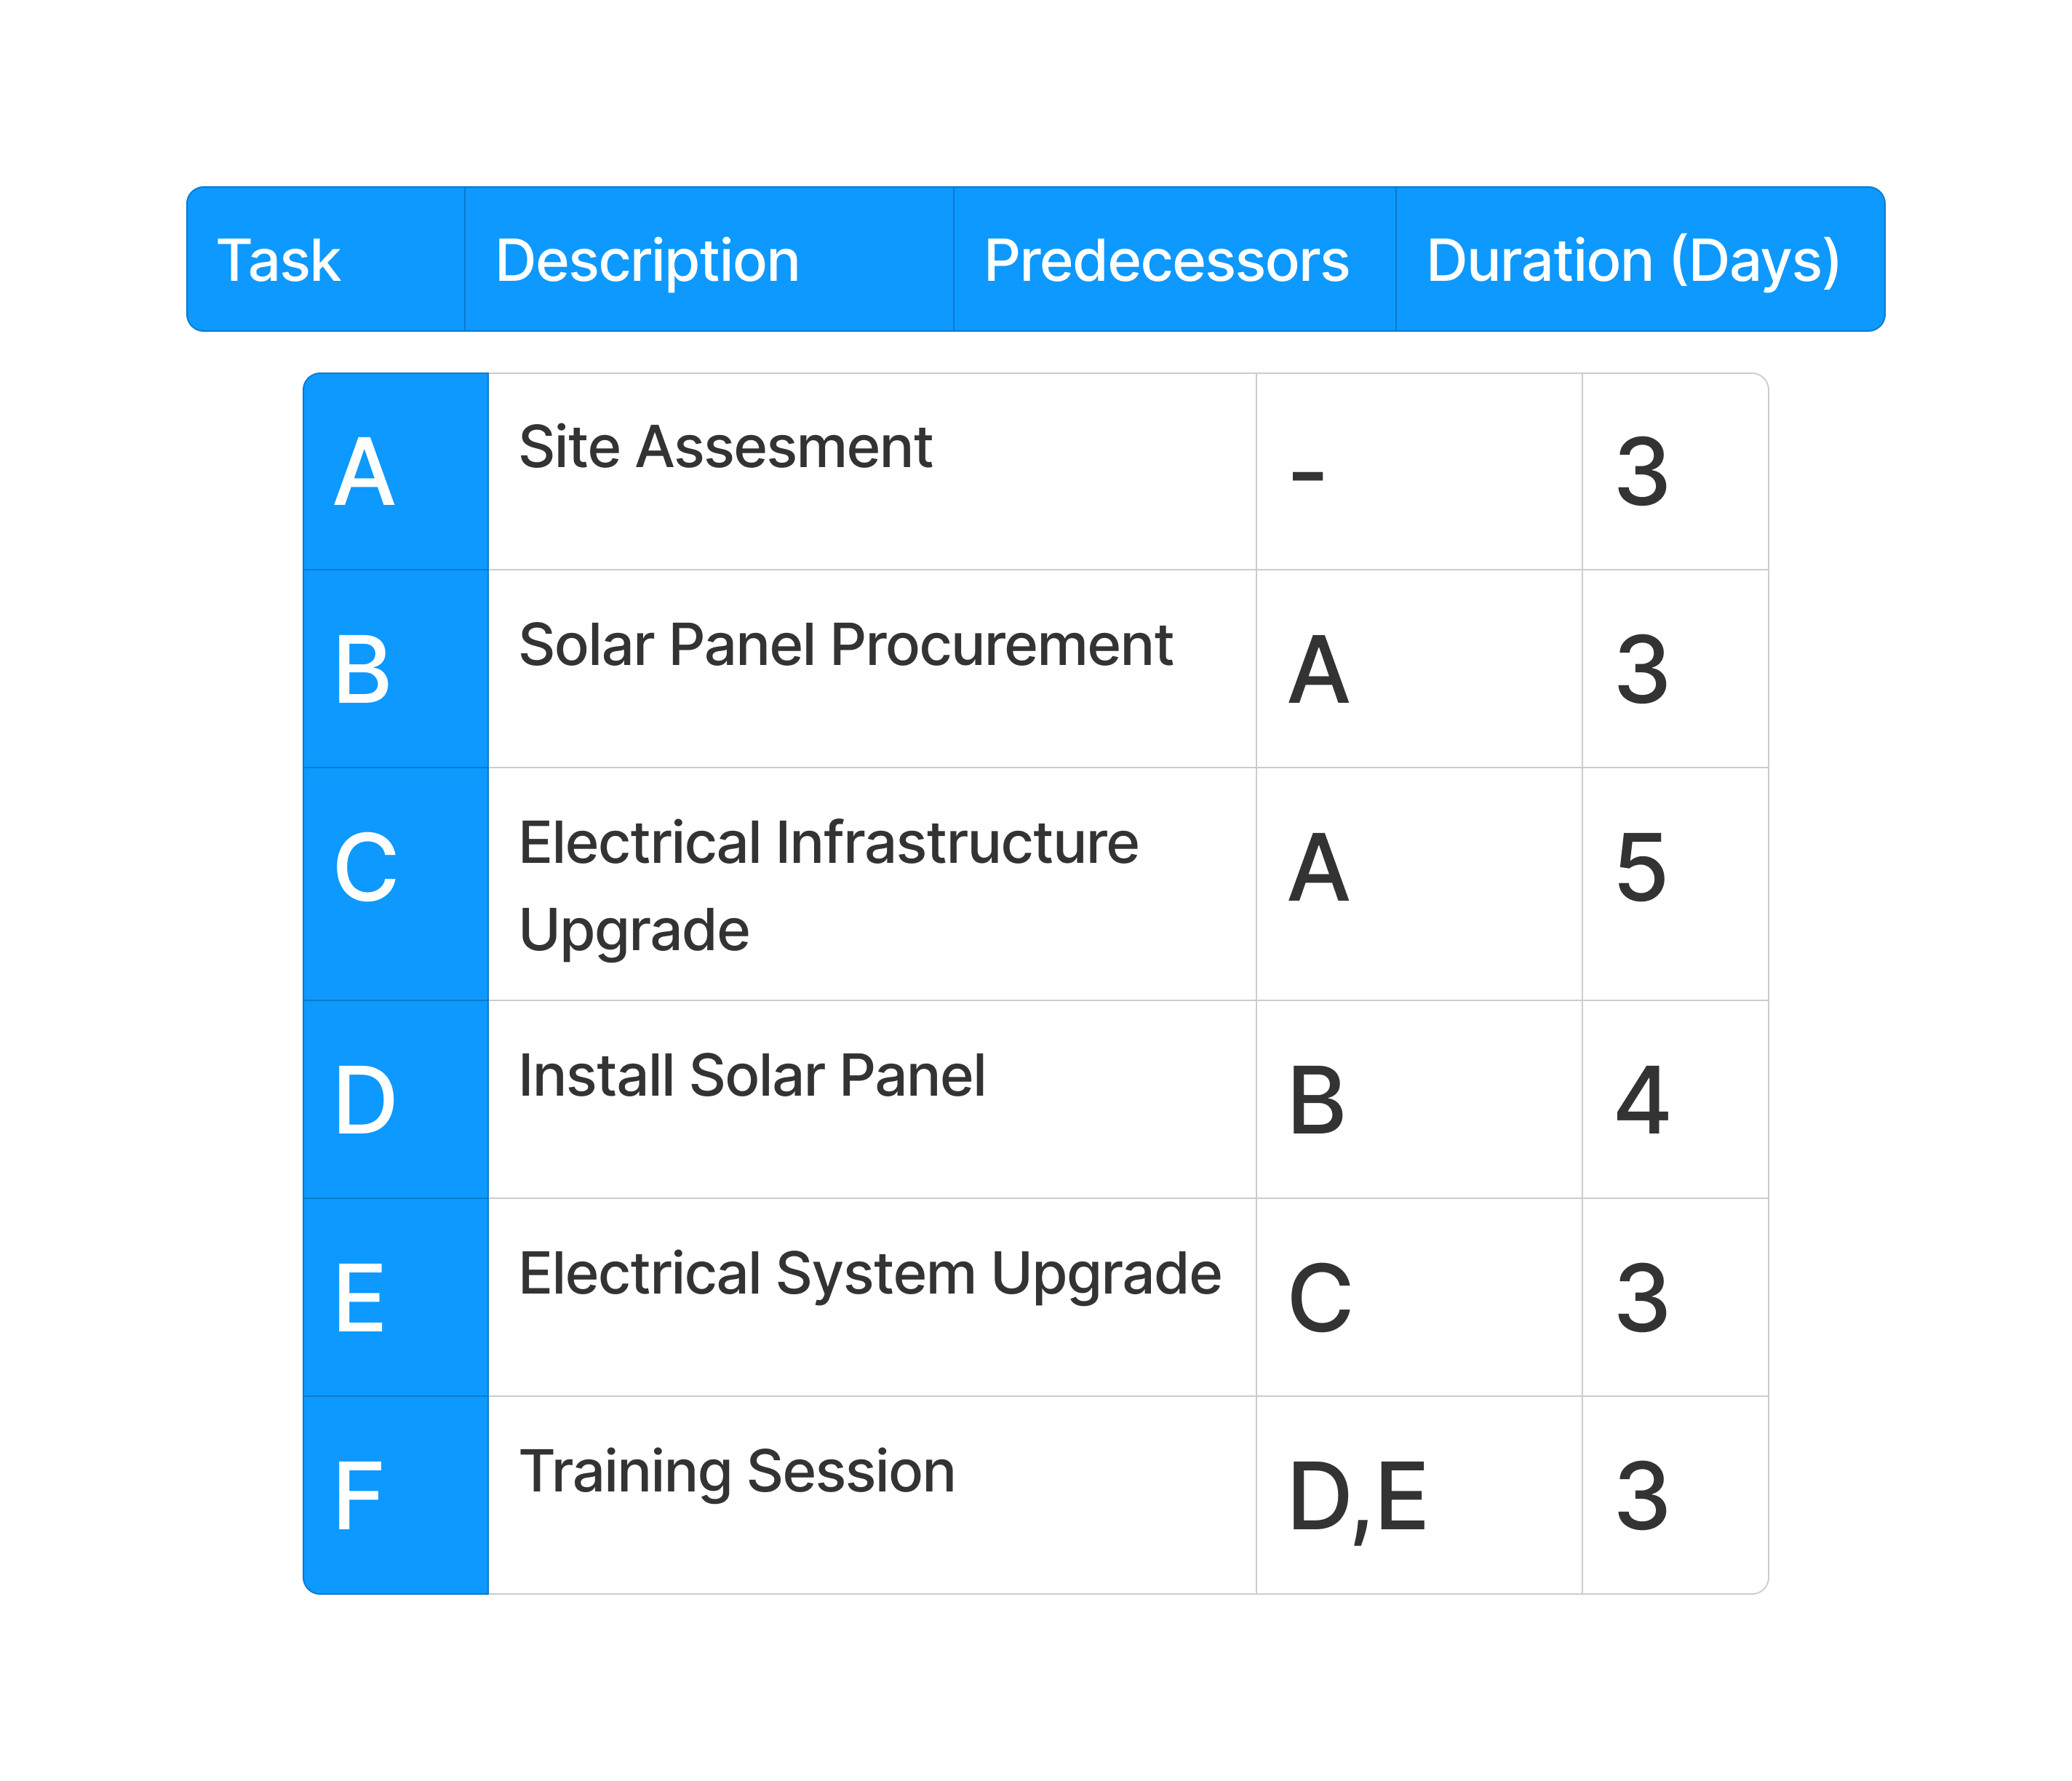 Task Description Predecessors Duration (Days)
A Site Assesment - 3
B Solar Panel Procurement A 3
C Electrical Infrastructure A 5
Upgrade
D Install Solar Panel B 4
E Electrical System Upgrade C 3
F Training Session D,E 3